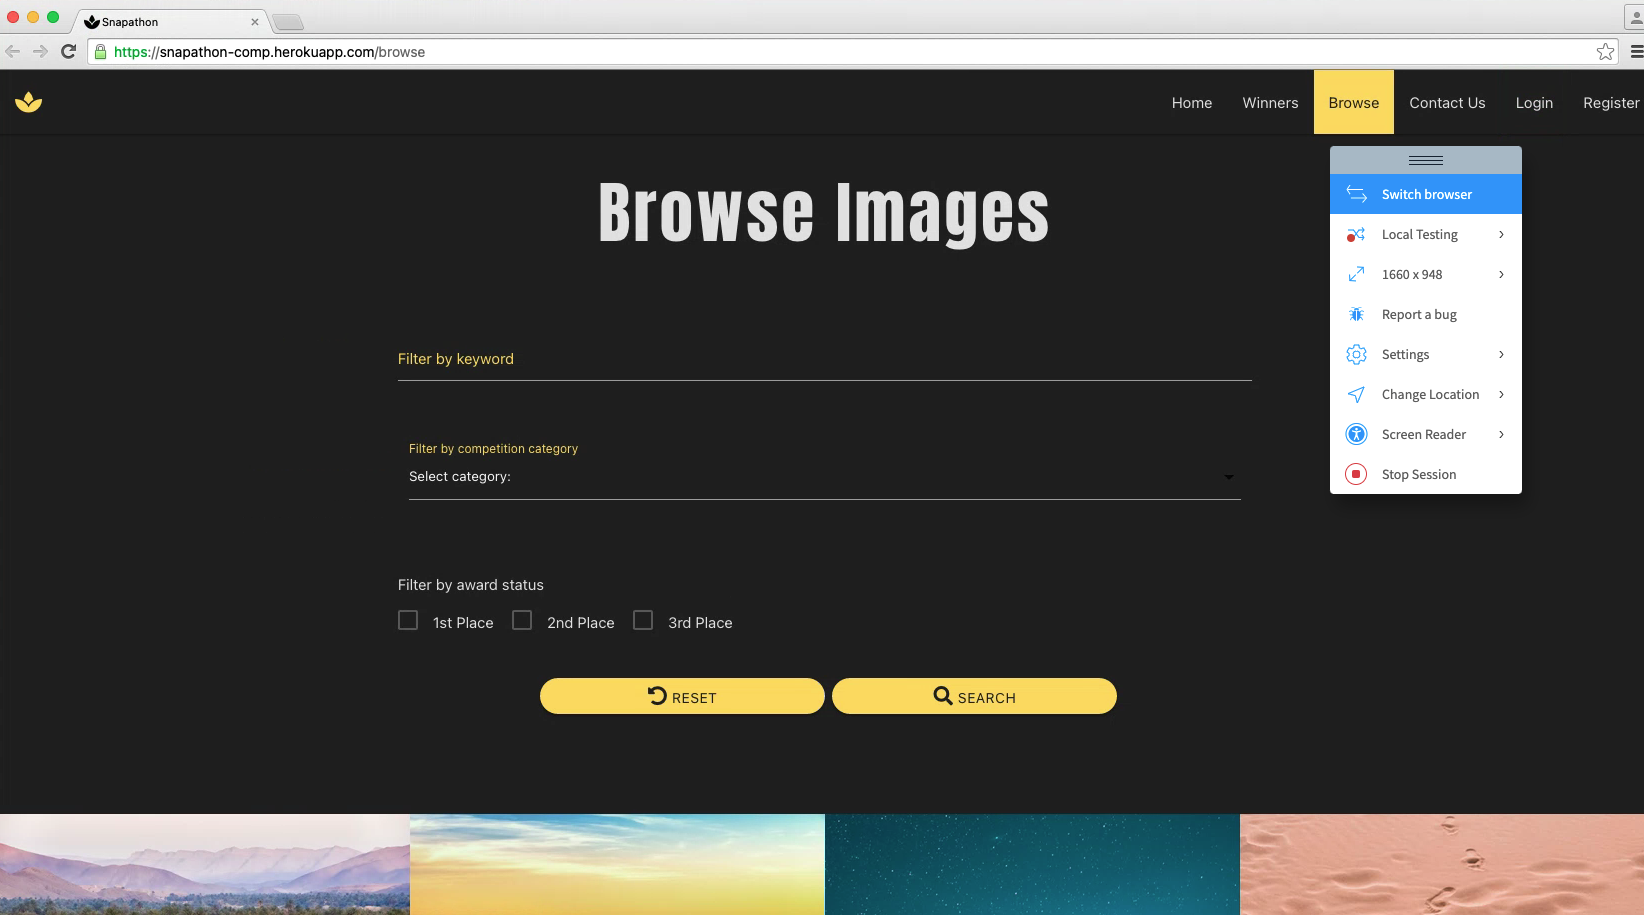 Snapathon
https://snapathon-comp.herokuapp.com/browse
Home Winners Browse Contact Us Login Register
Browse Images
Switch browser
Local Testing
1660 x 948
Report a bug
Settings
Change Location
Screen Reader
Stop Session
Filter by keyword
Filter by competition category
Select category:
Filter by award status
1st Place 2nd Place 3rd Place
RESET SEARCH